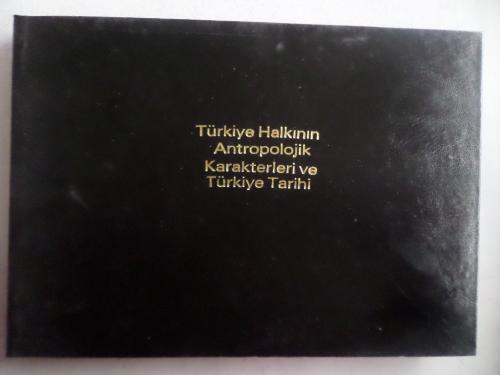 Türkiye Halkının
Antropolojik
Karakterleri ve
Türkiye Tarihi